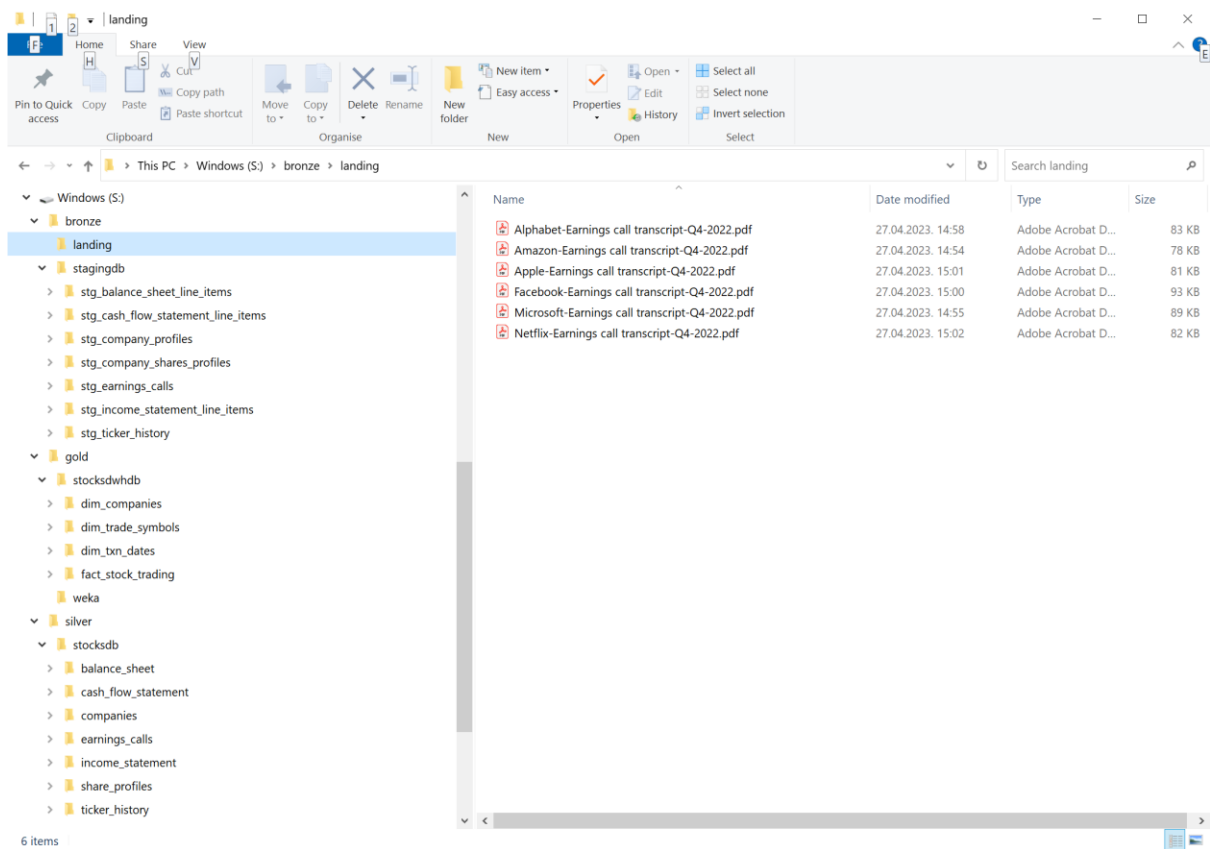 1 2 landing
File F Home Share View
H S V E
Pin to Quick access
Copy
Paste
Cut
Copy path
Paste shortcut
Move to
Copy to
Delete
Rename
New folder
New item
Easy access
Properties
Open
Edit
History
Select all
Select none
Invert selection
Clipboard Organise New Open Select
This PC > Windows (S:) > bronze > landing
Search landing
Windows (S:)
bronze
landing
stagingdb
stg_balance_sheet_line_items
stg_cash_flow_statement_line_items
stg_company_profiles
stg_company_shares_profiles
stg_earnings_calls
stg_income_statement_line_items
stg_ticker_history
gold
stocksdwhdb
dim_companies
dim_trade_symbols
dim_txn_dates
fact_stock_trading
weka
silver
stocksdb
balance_sheet
cash_flow_statement
companies
earnings_calls
income_statement
share_profiles
ticker_history
Name Date modified Type Size
Alphabet-Earnings call transcript-Q4-2022.pdf 27.04.2023. 14:58 Adobe Acrobat D... 83 KB
Amazon-Earnings call transcript-Q4-2022.pdf 27.04.2023. 14:54 Adobe Acrobat D... 78 KB
Apple-Earnings call transcript-Q4-2022.pdf 27.04.2023. 15:01 Adobe Acrobat D... 81 KB
Facebook-Earnings call transcript-Q4-2022.pdf 27.04.2023. 15:00 Adobe Acrobat D... 93 KB
Microsoft-Earnings call transcript-Q4-2022.pdf 27.04.2023. 14:55 Adobe Acrobat D... 89 KB
Netflix-Earnings call transcript-Q4-2022.pdf 27.04.2023. 15:02 Adobe Acrobat D... 82 KB
6 items